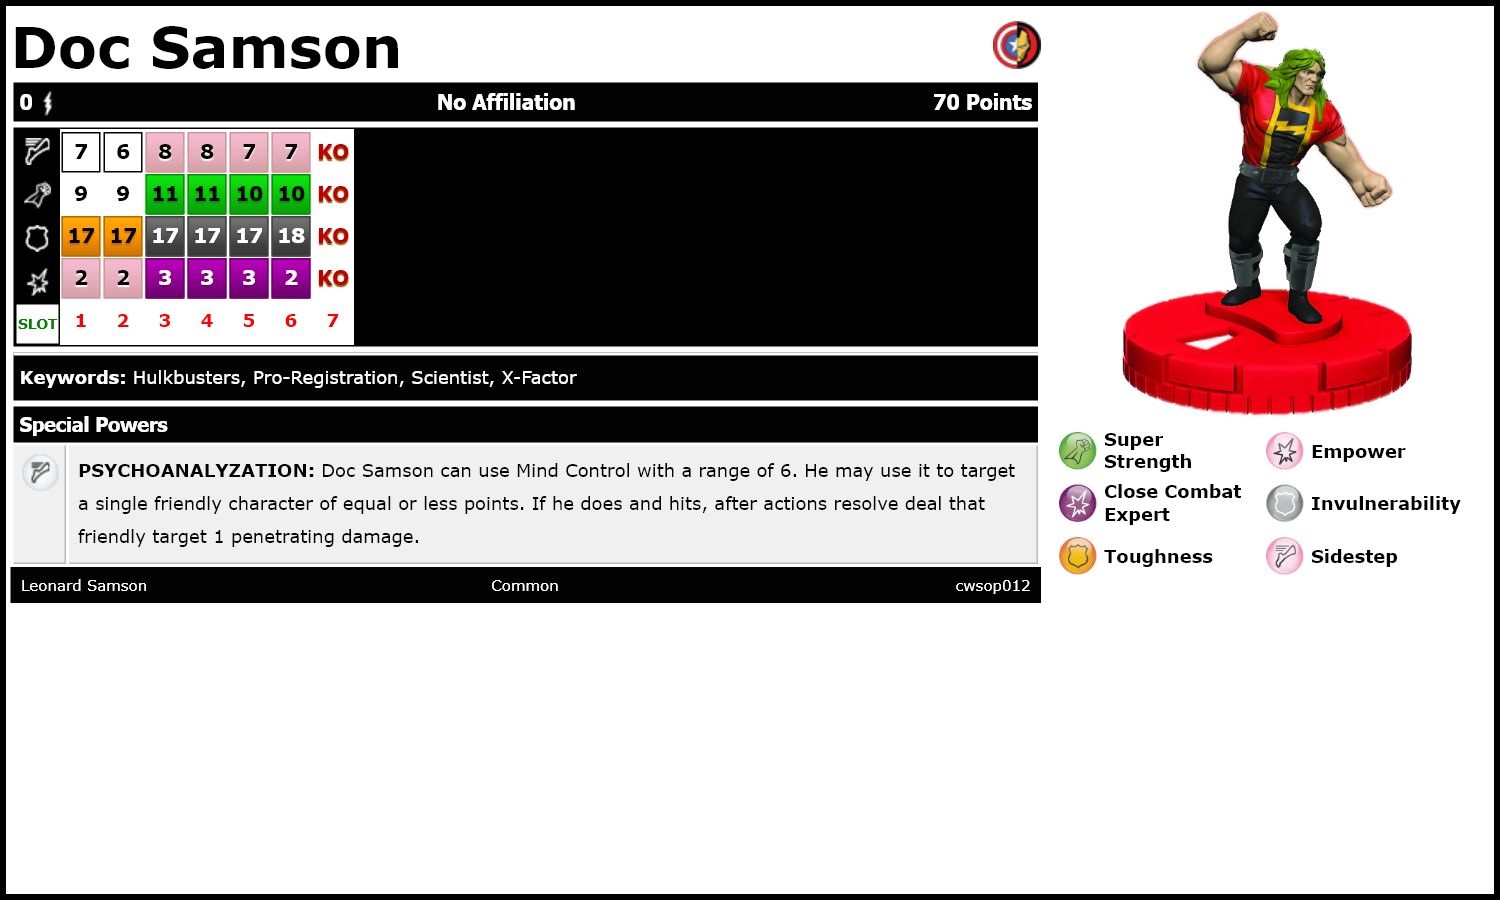 Doc Samson
0 No Affiliation 70 Points
7 6 8 8 7 7 KO
9 9 11 11 10 10 KO
17 17 17 17 17 18 KO
2 2 3 3 3 2 KO
SLOT 1 2 3 4 5 6 7
Keywords: Hulkbusters, Pro-Registration, Scientist, X-Factor
Special Powers
PSYCHOANALYZATION: Doc Samson can use Mind Control with a range of 6. He may use it to target
a single friendly character of equal or less points. If he does and hits, after actions resolve deal that
friendly target 1 penetrating damage.
Leonard Samson Common cwsop012
Super
Strength
Empower
Close Combat
Expert
Invulnerability
Toughness
Sidestep